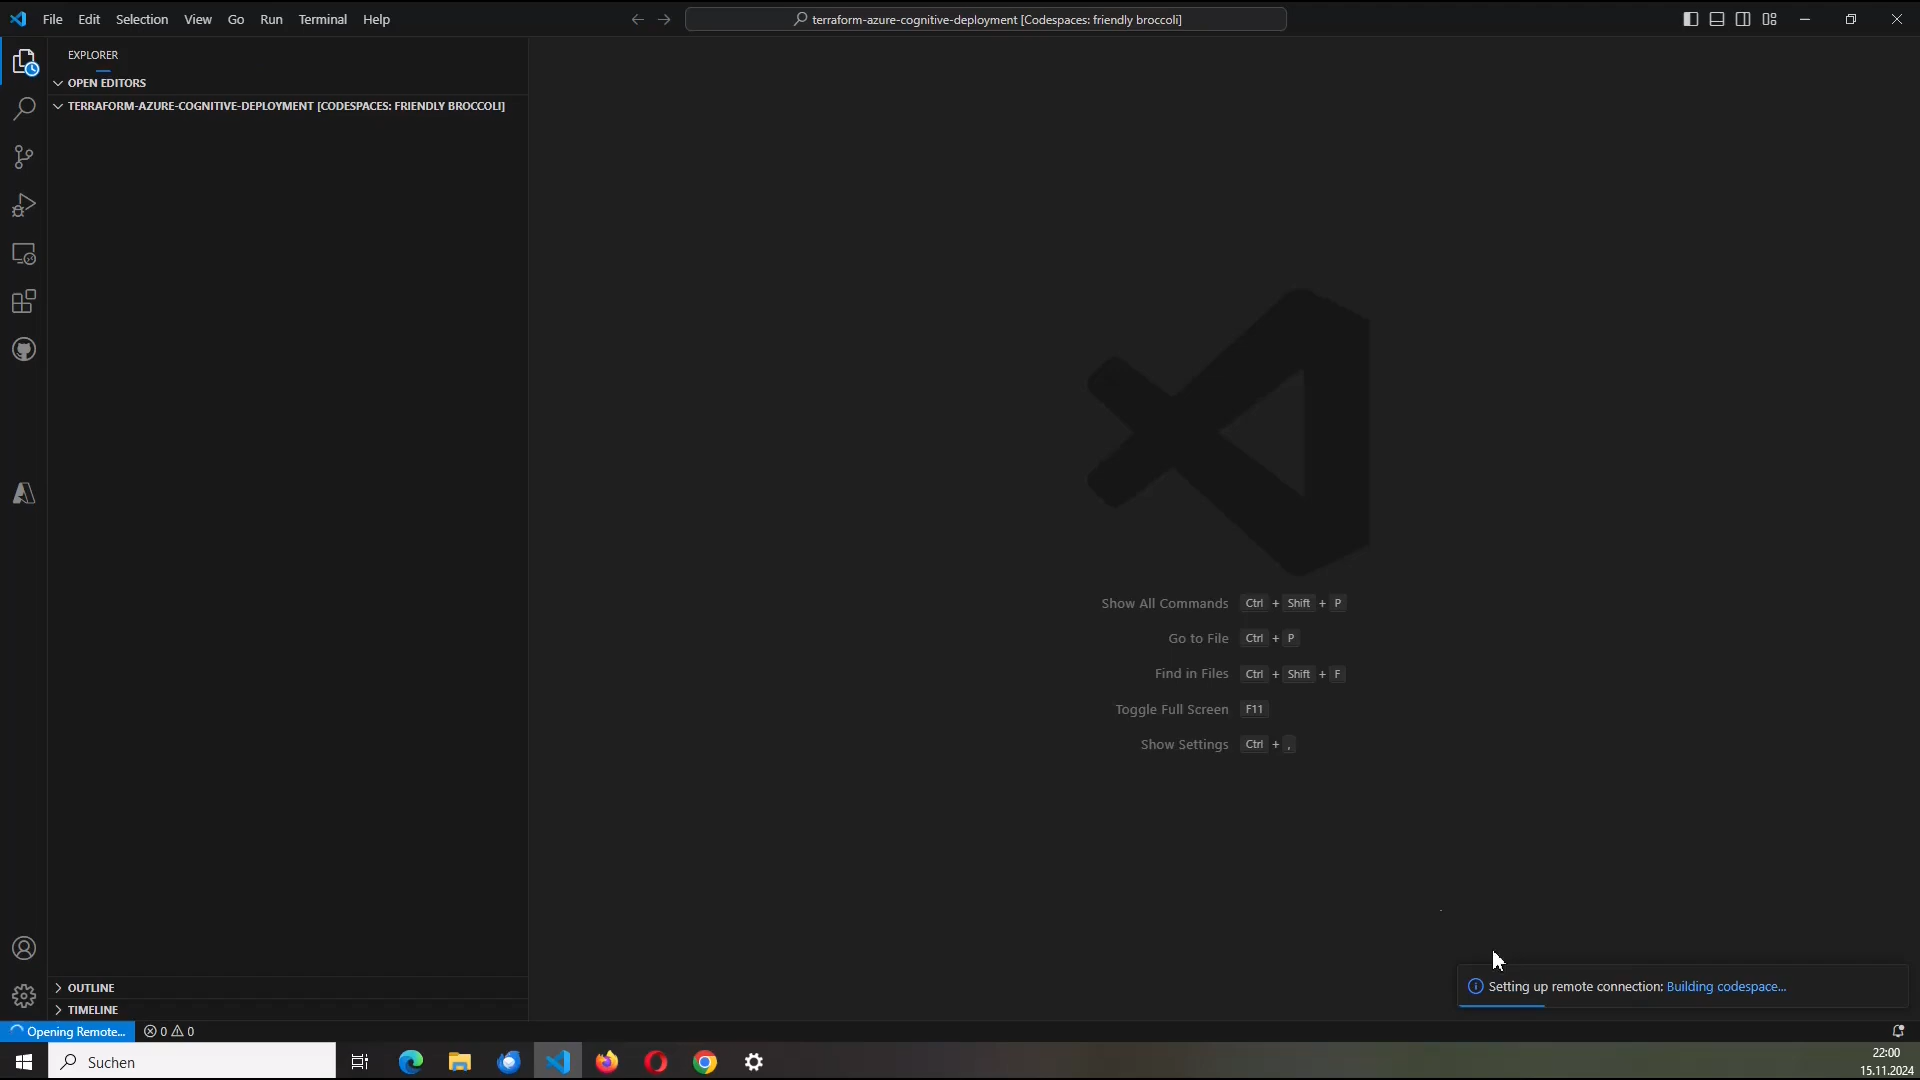 File Edit Selection View Go Run Terminal Help
terraform-azure-cognitive-deployment [Codespaces: friendly broccoli]
EXPLORER
OPEN EDITORS
TERRAFORM-AZURE-COGNITIVE-DEPLOYMENT [CODESPACES: FRIENDLY BROCCOLI]
Show All Commands Ctrl + Shift + P
Go to File Ctrl + P
Find in Files Ctrl + Shift + F
Toggle Full Screen F11
Show Settings Ctrl + ,
Setting up remote connection: Building codespace...
OUTLINE
TIMELINE
Opening Remote... 0 0
Suchen
22:00
15.11.2024